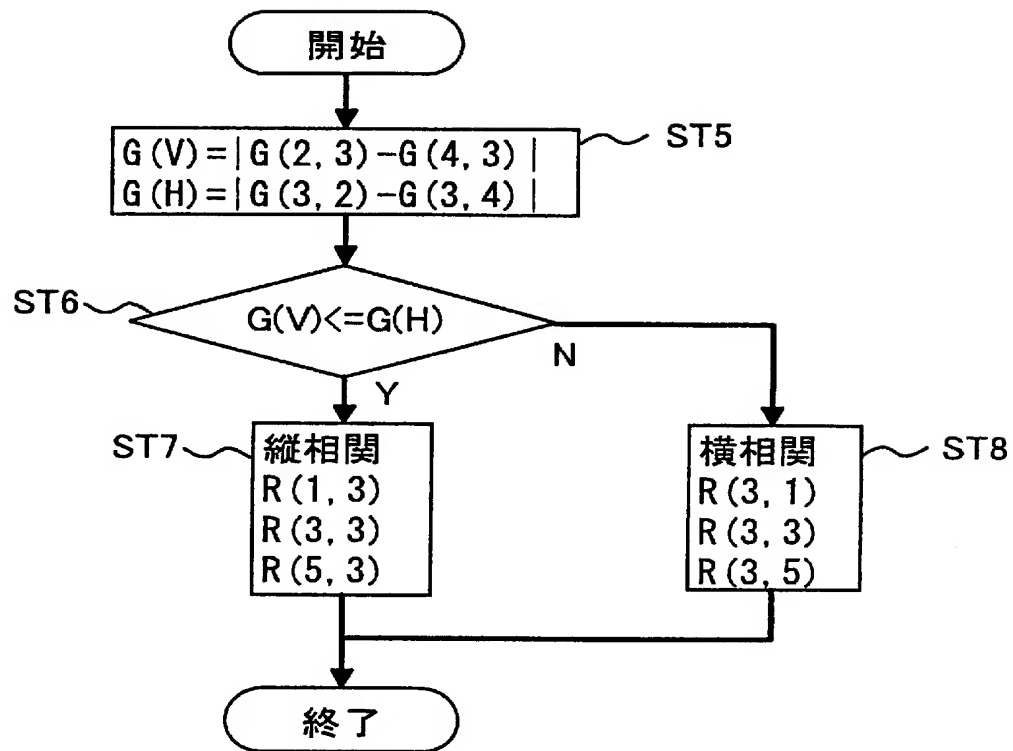 開始
G(V)=|G(2,3)-G(4,3)|
G(H)=|G(3,2)-G(3,4)|
ST5
ST6
G(V)<=G(H)
N
Y
ST7
縦相関
R(1,3)
R(3,3)
R(5,3)
横相関
R(3,1)
R(3,3)
R(3,5)
ST8
終了